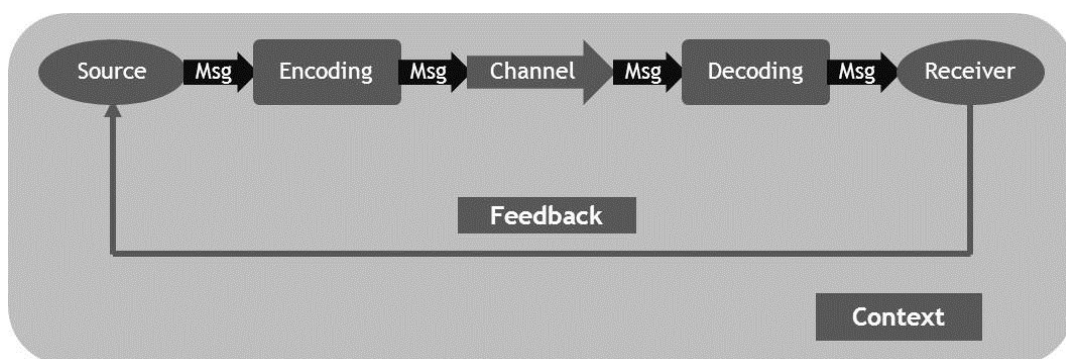 Source Msg Encoding Msg Channel Msg Decoding Msg Receiver
Feedback
Context